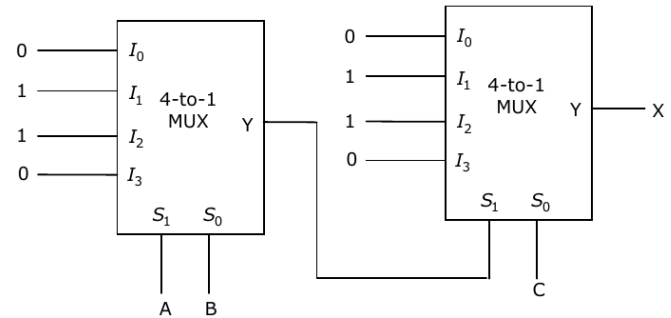 0 I₀
1 I₁
1 I₂
0 I₃
4-to-1
MUX
Y
S₁ S₀
A B
0 I₀
1 I₁
1 I₂
0 I₃
4-to-1
MUX
Y
X
S₁ S₀
C